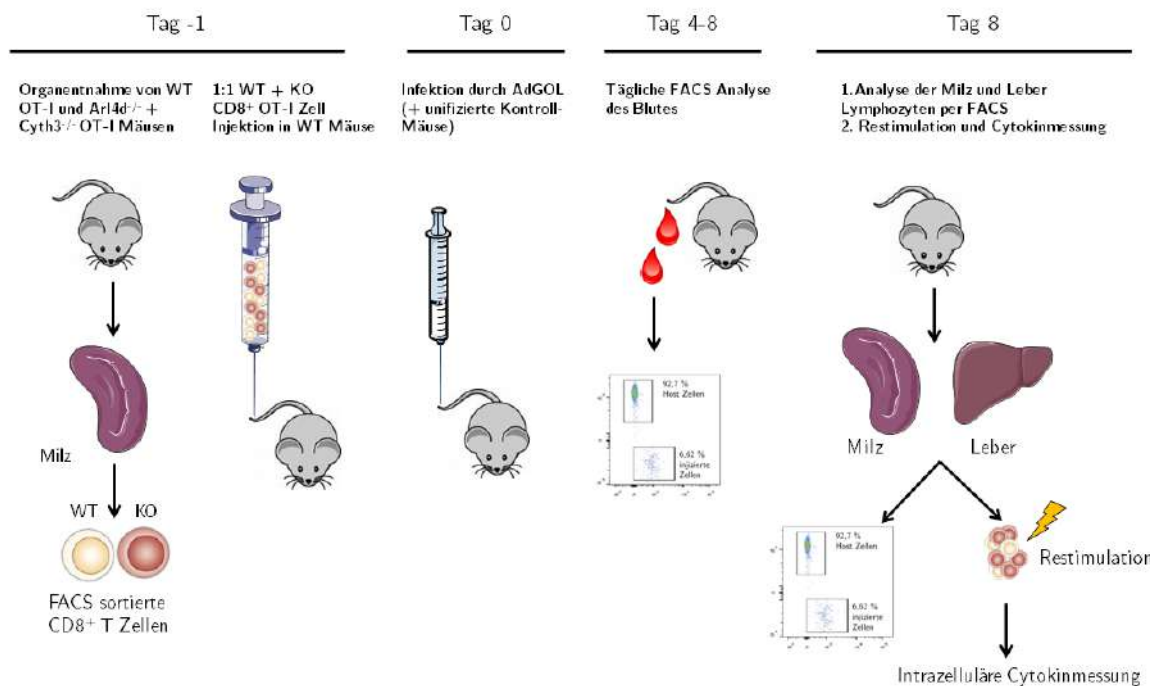 Tag -1
Tag 0
Tag 4-8
Tag 8
Organentnahme von WT
OT-I und Arl4d-/- +
Cyth3-/- OT-I Mäusen
1:1 WT + KO
CD8+ OT-I Zell
Injektion in WT Mäuse
Infektion durch AdGOL
(+ unifizierte Kontroll-
Mäuse)
Tägliche FACS Analyse
des Blutes
1.Analyse der Milz und Leber
Lymphozyten per FACS
2. Restimulation und Cytokinmessung
Milz
WT KO
FACS sortierte
CD8+ T Zellen
92,7 %
Host Zellen
6,62 %
injizierte
Zellen
Milz
Leber
92,7 %
Host Zellen
6,62 %
injizierte
Zellen
Restimulation
Intrazelluläre Cytokinmessung